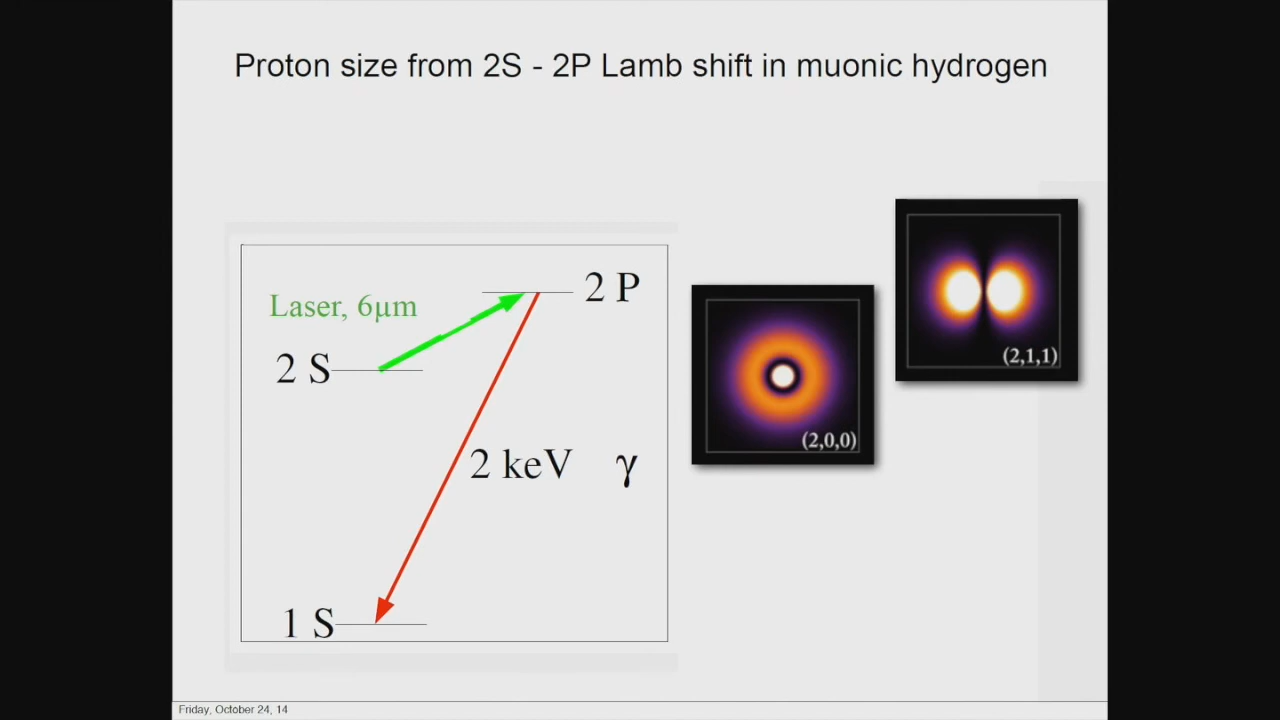 Proton size from 2S - 2P Lamb shift in muonic hydrogen
2 P
Laser, 6µm
2 S
(2,1,1)
(2,0,0)
2 keV γ
1 S
Friday, October 24, 14